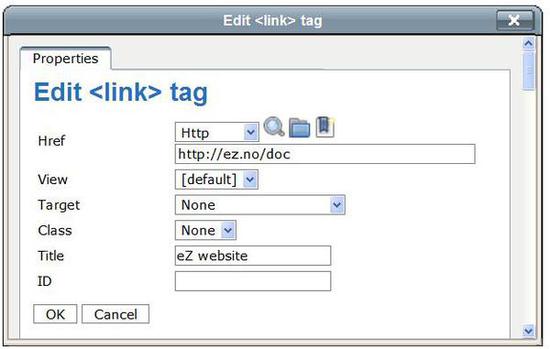 Edit <link> tag
Properties
Edit <link> tag
Href Http
http://ez.no/doc
View [default]
Target None
Class None
Title eZ website
ID
OK Cancel